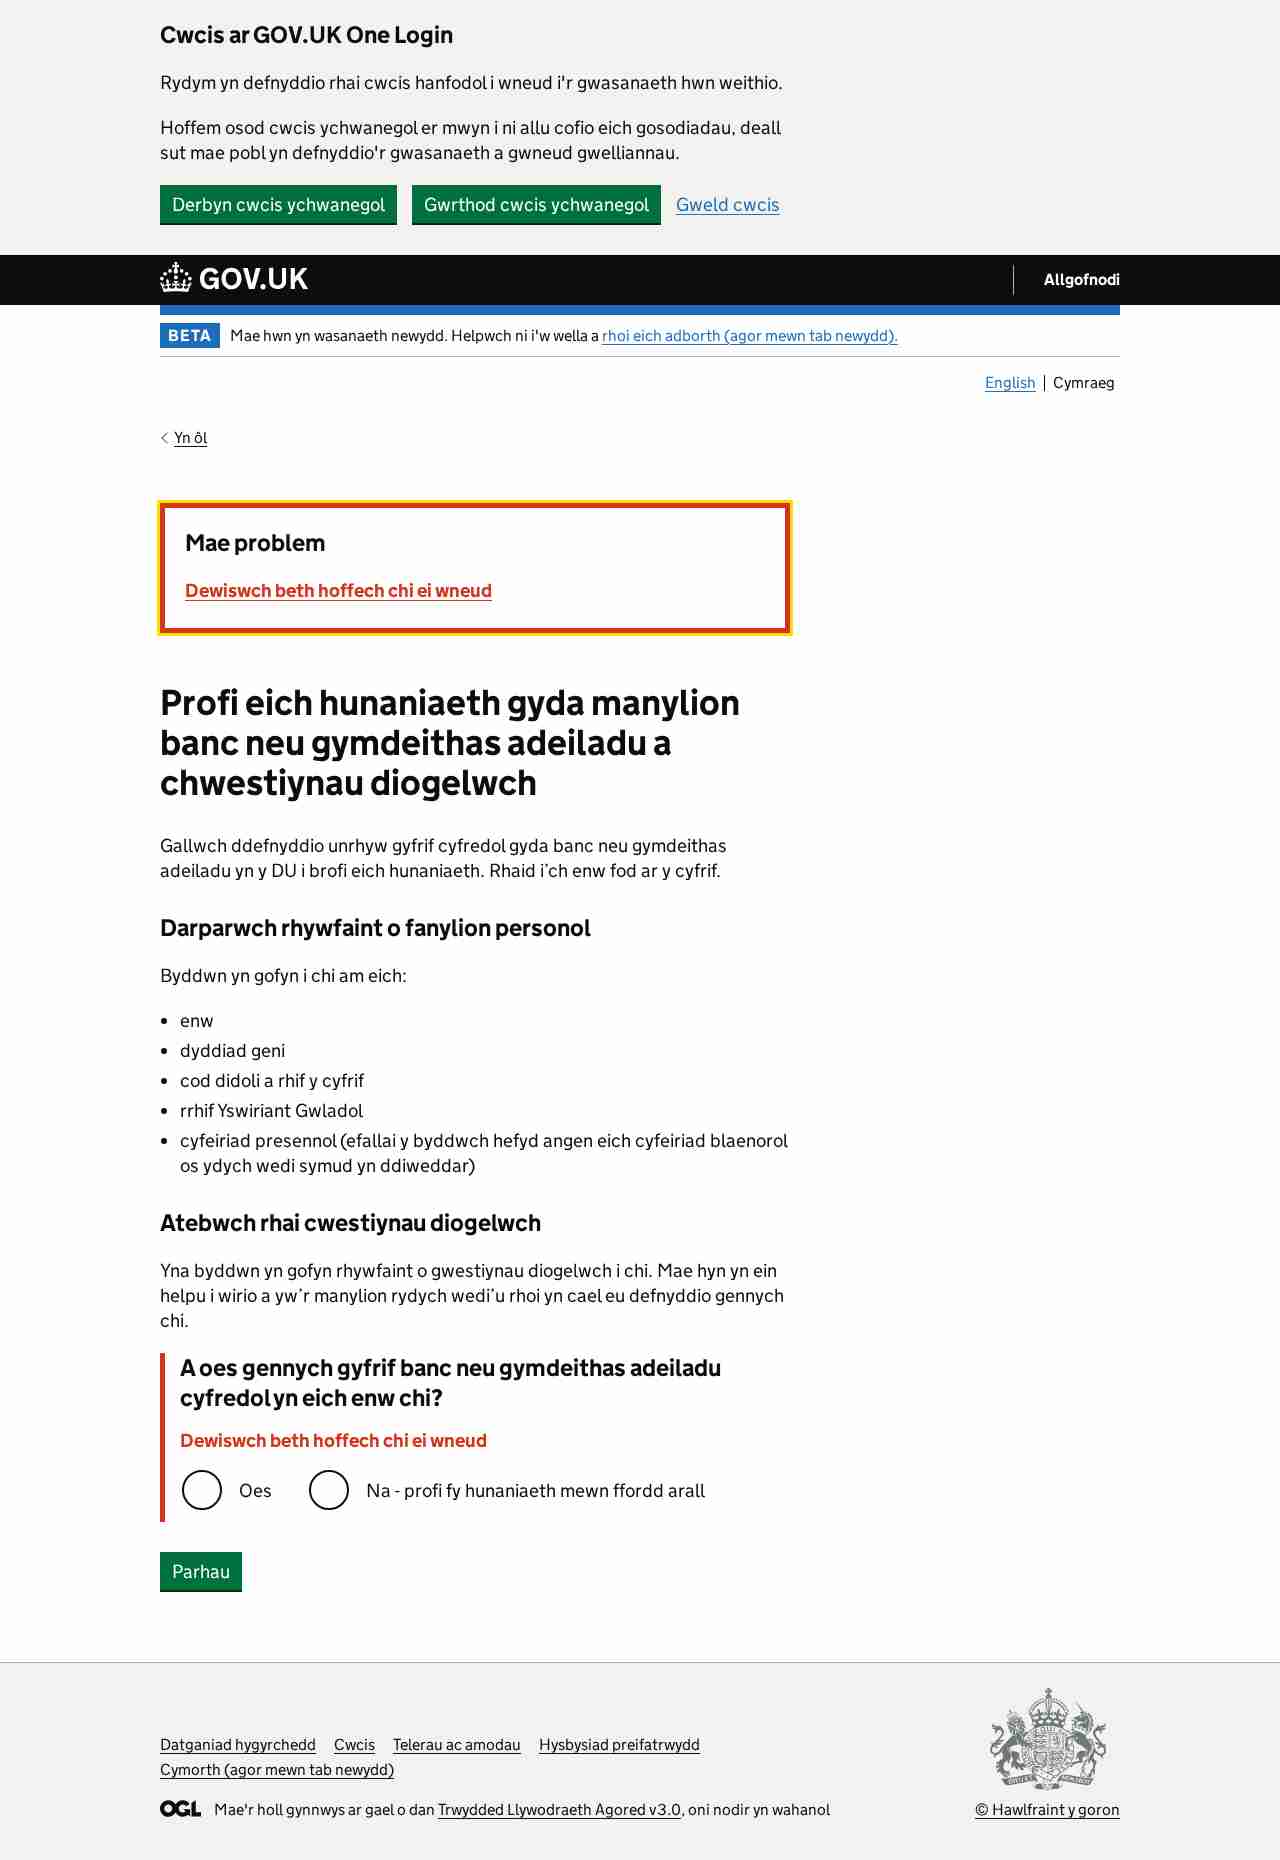 Cwcis ar GOV.UK One Login
Rydym yn defnyddio rhai cwcis hanfodol i wneud i'r gwasanaeth hwn weithio.
Hoffem osod cwcis ychwanegol er mwyn i ni allu cofio eich gosodiadau, deall
sut mae pobl yn defnyddio'r gwasanaeth a gwneud gwelliannau.
Derbyn cwcis ychwanegol Gwrthod cwcis ychwanegol Gweld cwcis
GOV.UK Allgofnodi
BETA Mae hwn yn wasanaeth newydd. Helpwch ni i'w wella a rhoi eich adborth (agor mewn tab newydd).
English Cymraeg
Yn ôl
Mae problem
Dewiswch beth hoffech chi ei wneud
Profi eich hunaniaeth gyda manylion
banc neu gymdeithas adeiladu a
chwestiynau diogelwch
Gallwch ddefnyddio unrhyw gyfrif cyfredol gyda banc neu gymdeithas
adeiladu yn y DU i brofi eich hunaniaeth. Rhaid i’ch enw fod ar y cyfrif.
Darparwch rhywfaint o fanylion personol
Byddwn yn gofyn i chi am eich:
• enw
• dyddiad geni
• cod didoli a rhif y cyfrif
• rrhif Yswiriant Gwladol
• cyfeiriad presennol (efallai y byddwch hefyd angen eich cyfeiriad blaenorol
os ydych wedi symud yn ddiweddar)
Atebwch rhai cwestiynau diogelwch
Yna byddwn yn gofyn rhywfaint o gwestiynau diogelwch i chi. Mae hyn yn ein
helpu i wirio a yw’r manylion rydych wedi’u rhoi yn cael eu defnyddio gennych
chi.
A oes gennych gyfrif banc neu gymdeithas adeiladu
cyfredol yn eich enw chi?
Dewiswch beth hoffech chi ei wneud
Oes Na - profi fy hunaniaeth mewn ffordd arall
Parhau
Datganiad hygyrchedd Cwcis Telerau ac amodau Hysbysiad preifatrwydd
Cymorth (agor mewn tab newydd)
OGL Mae'r holl gynnwys ar gael o dan Trwydded Llywodraeth Agored v3.0, oni nodir yn wahanol
© Hawlfraint y goron